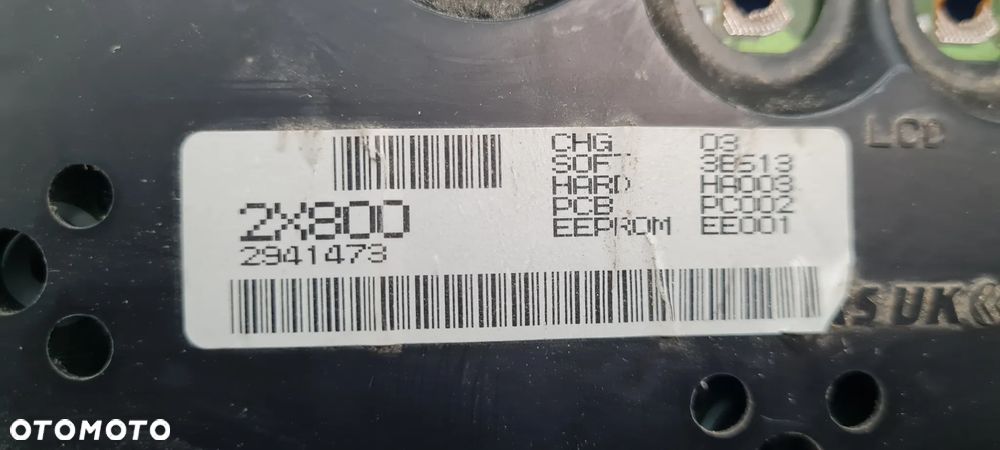 CHG 03
SOFT 3B513
HARD HA003
PCB PC002
EEPROM EE001
2X800
2941473
LCD
UK
OTOMOTO